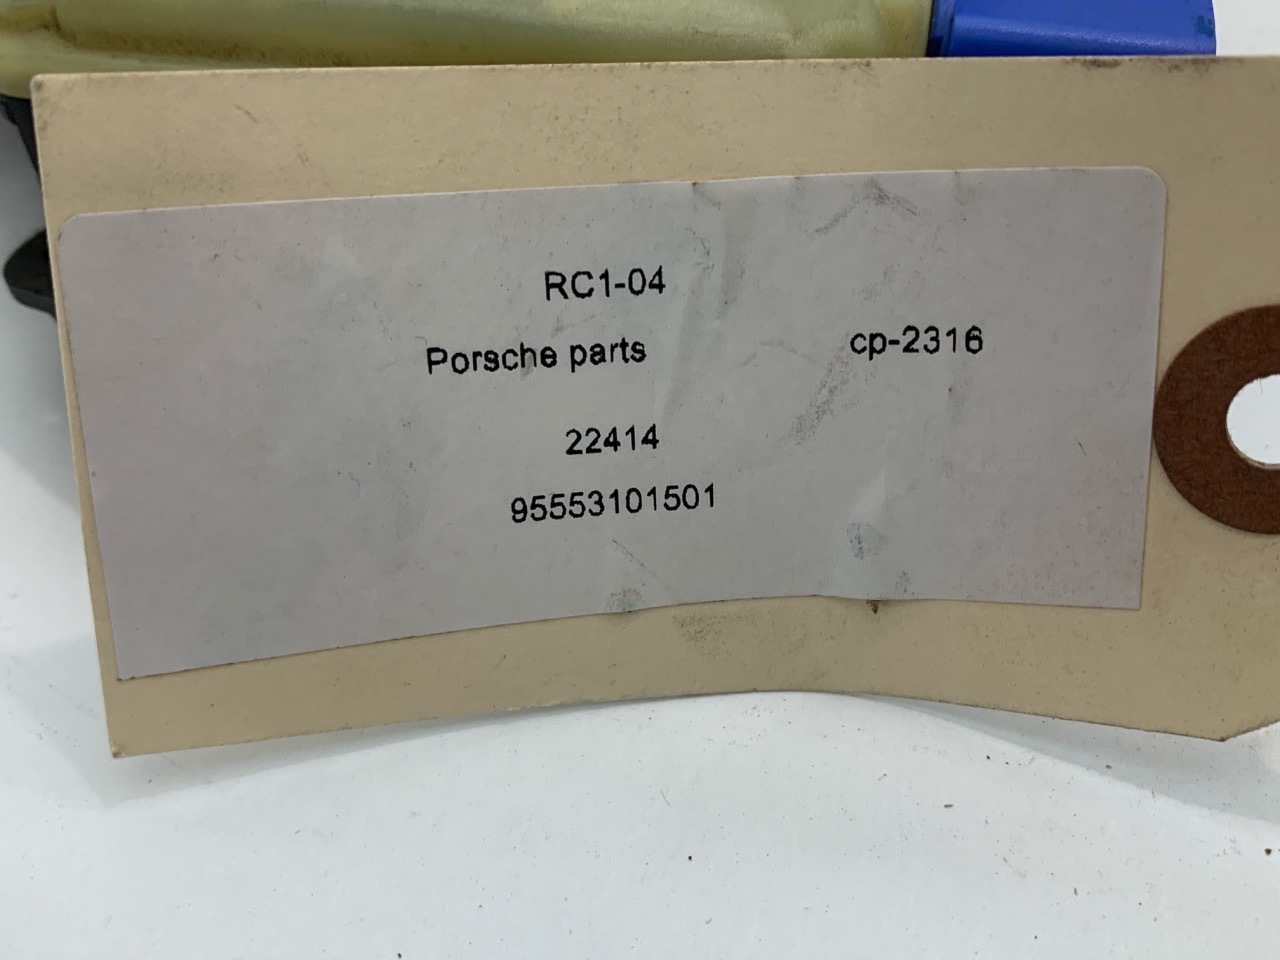 RC1-04
Porsche parts cp-2316
22414
95553101501